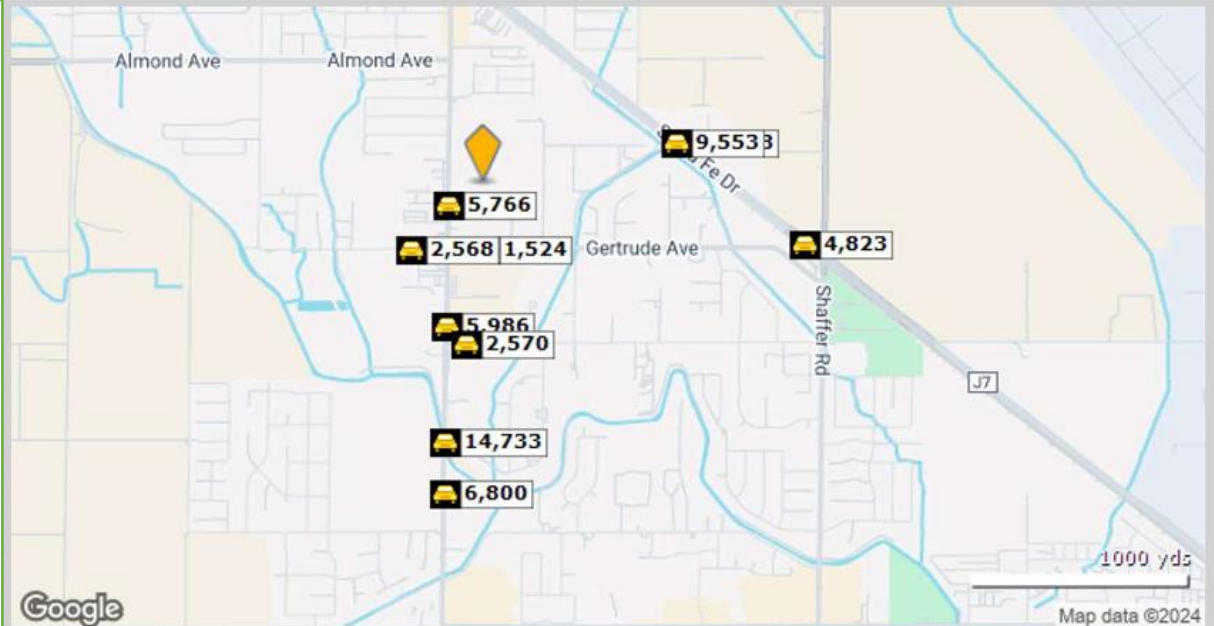 Almond Ave
Almond Ave
9,553
Fe Dr
5,766
2,568
1,524
Gertrude Ave
4,823
5,986
2,570
Shaffer Rd
J7
14,733
6,800
1000 yds
Google
Map data ©2024